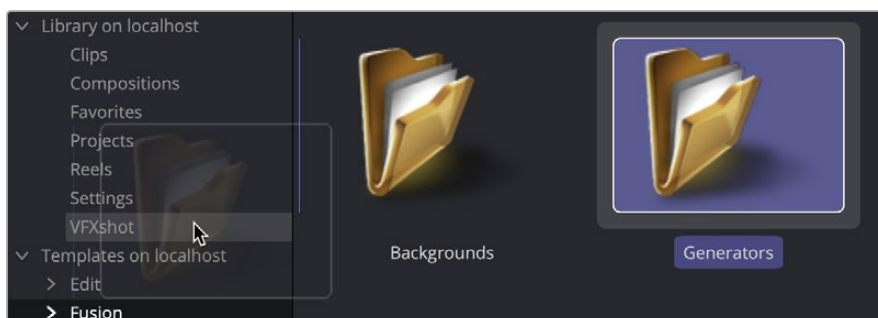 Library on localhost
Clips
Compositions
Favorites
Projects
Reels
Settings
VFXshot
Templates on localhost
Edit
Fusion
Backgrounds
Generators